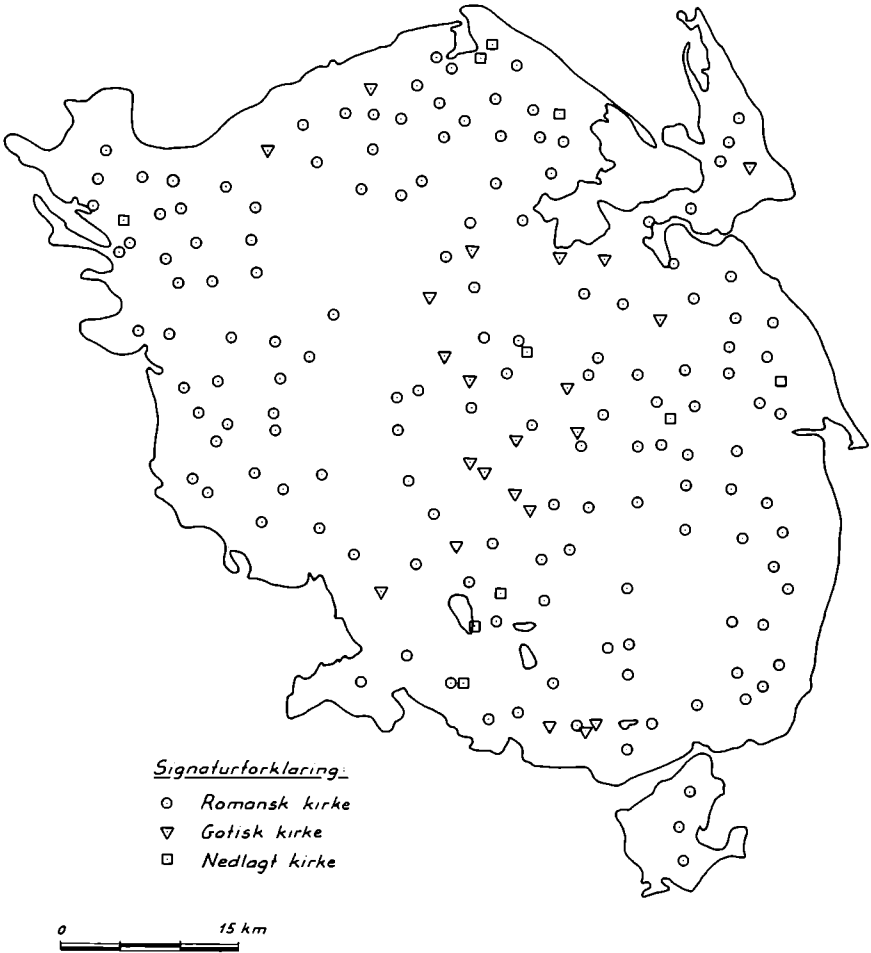 Signaturforklaring:
Romansk kirke
Gotisk kirke
Nedlagt kirke
0 15 km